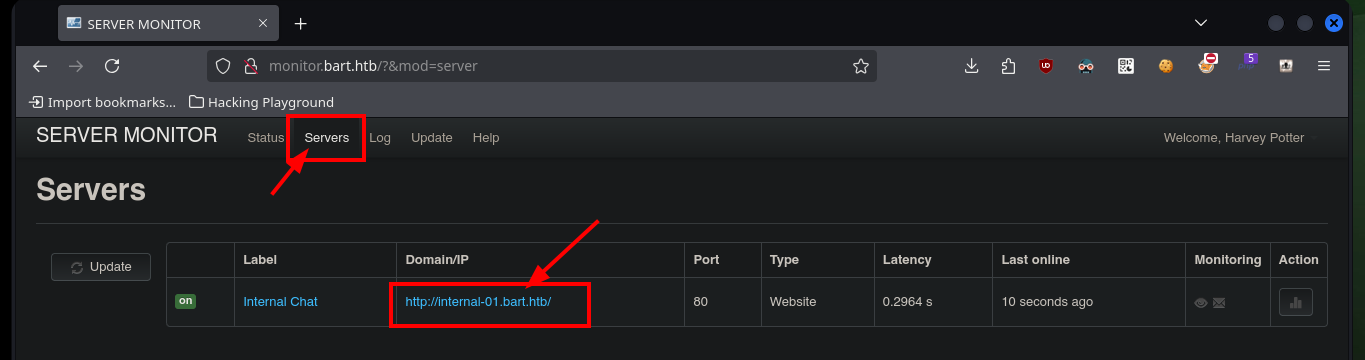 SERVER MONITOR
monitor.bart.htb/?&mod=server
5
Import bookmarks... Hacking Playground
SERVER MONITOR Status Servers Log Update Help Welcome, Harvey Potter
Servers
Update
Label Domain/IP Port Type Latency Last online Monitoring Action
on Internal Chat http://internal-01.bart.htb/ 80 Website 0.2964 s 10 seconds ago